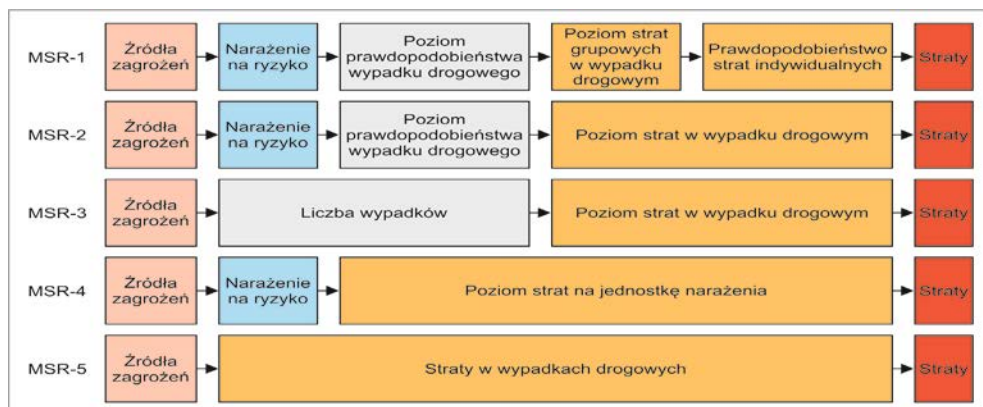 MSR-1
Źródła
zagrożeń
Narażenie
na ryzyko
Poziom
prawdopodobieństwa
wypadku drogowego
Poziom strat
grupowych
w wypadku
drogowym
Prawdopodobieństwo
strat indywidualnych
Straty
MSR-2
Źródła
zagrożeń
Narażenie
na ryzyko
Poziom
prawdopodobieństwa
wypadku drogowego
Poziom strat w wypadku drogowym
Straty
MSR-3
Źródła
zagrożeń
Liczba wypadków
Poziom strat w wypadku drogowym
Straty
MSR-4
Źródła
zagrożeń
Narażenie
na ryzyko
Poziom strat na jednostkę narażenia
Straty
MSR-5
Źródła
zagrożeń
Straty w wypadkach drogowych
Straty